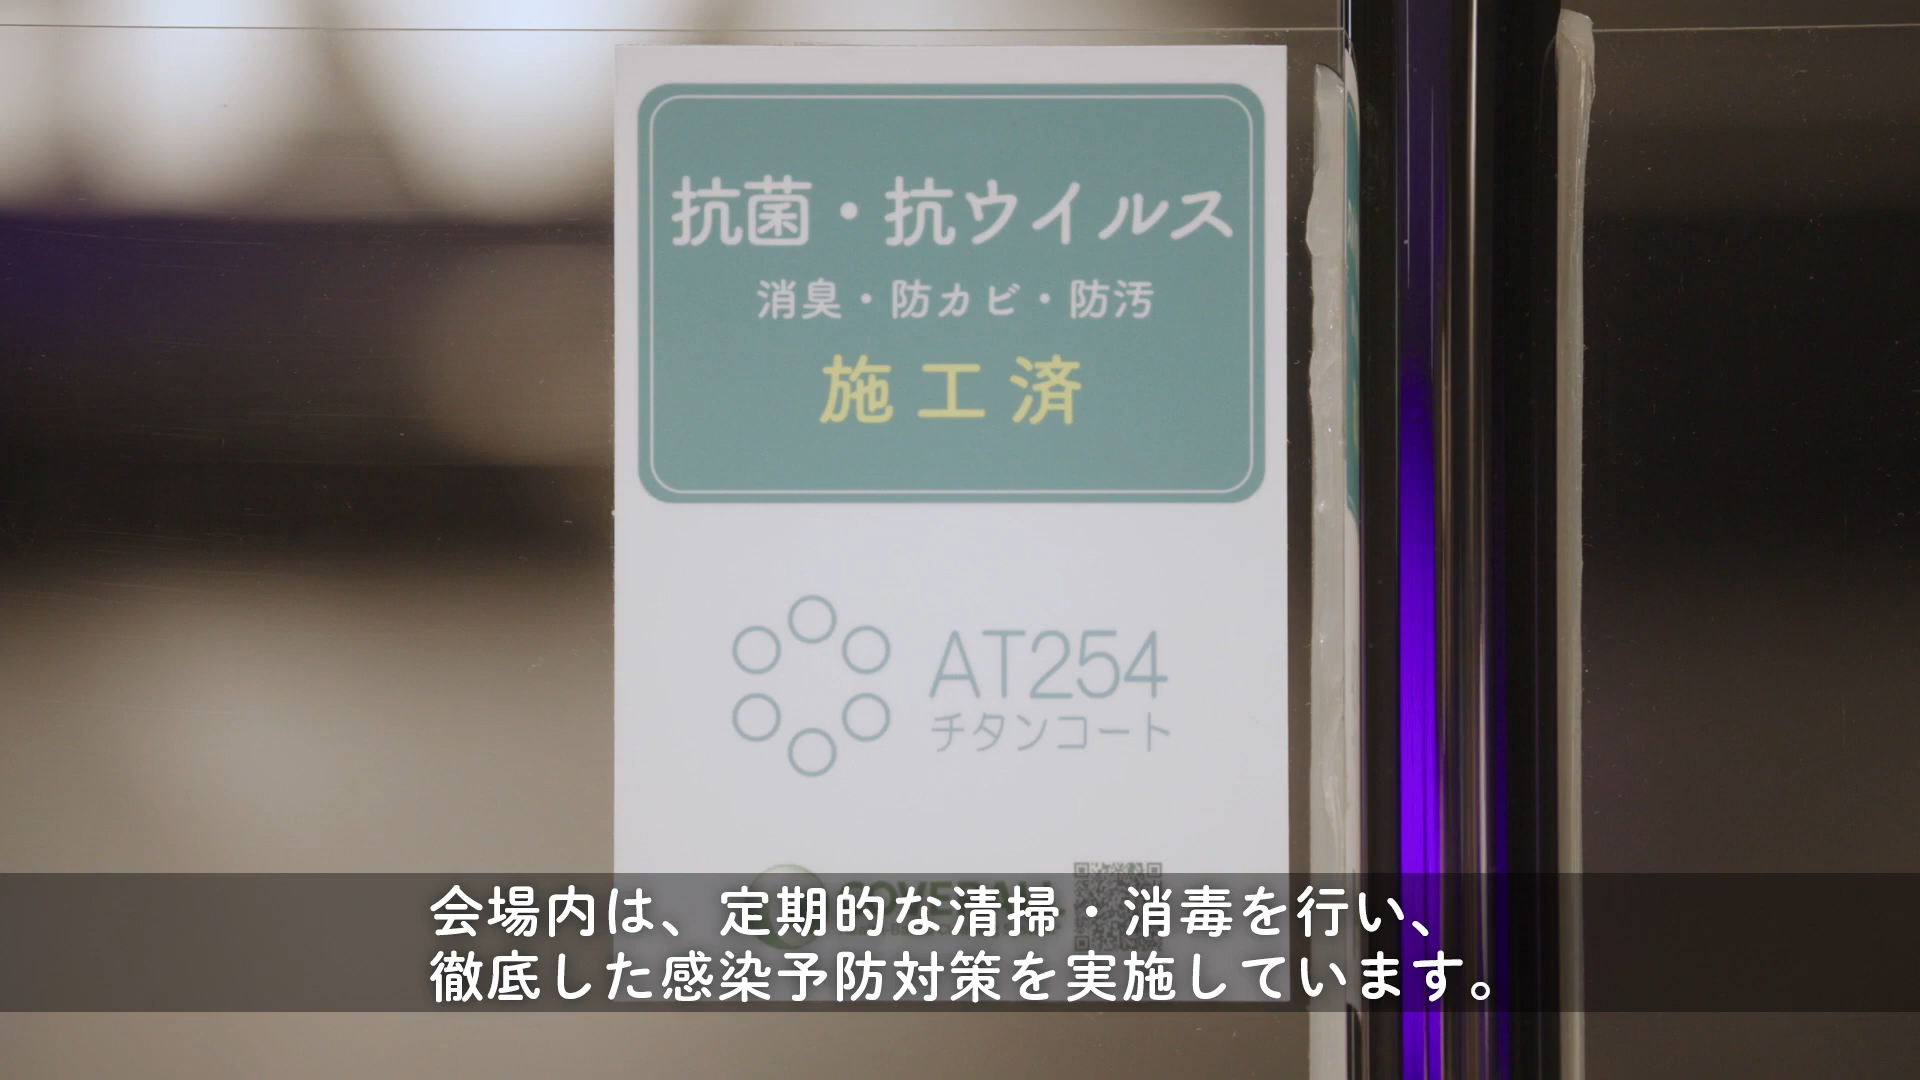 抗菌・抗ウイルス
消臭・防カビ・防汚
施工済
AT254
チタンコート
会場内は、定期的な清掃・消毒を行い、
徹底した感染予防対策を実施しています。